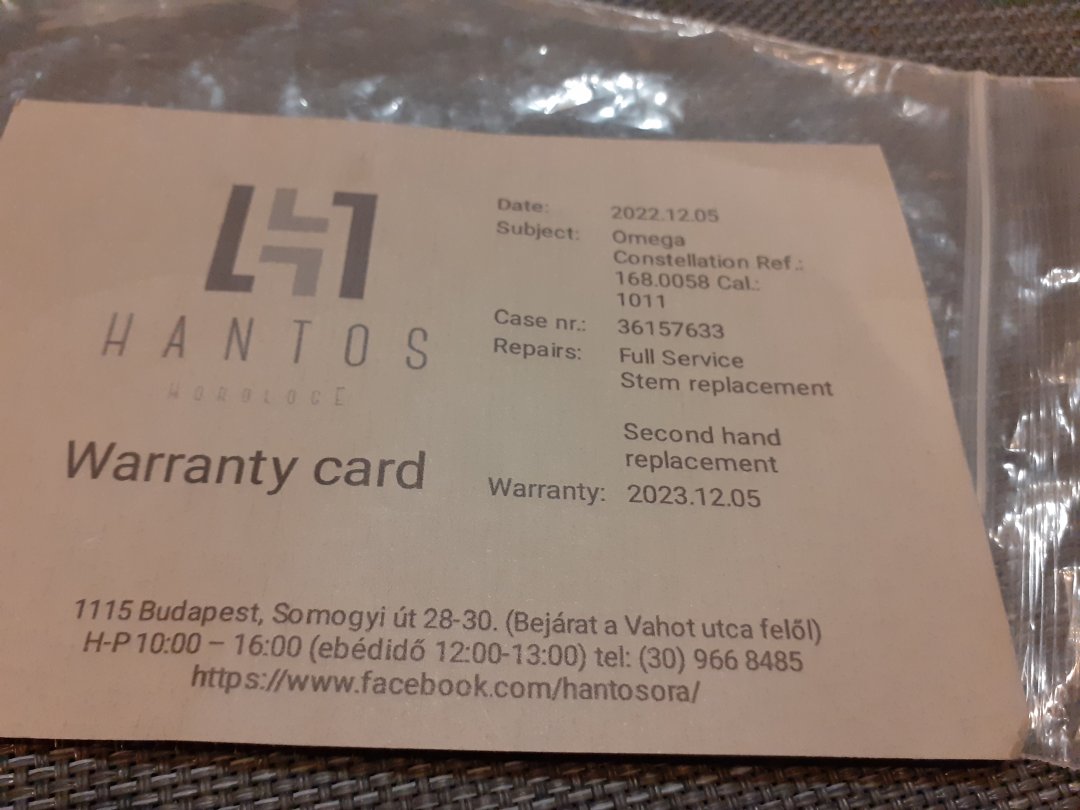 HANTOS
HOROLOGE
Warranty card
Date: 2022.12.05
Subject: Omega
Constellation Ref.:
168.0058 Cal.:
1011
Case nr.: 36157633
Repairs: Full Service
Stem replacement
Second hand
replacement
Warranty: 2023.12.05
1115 Budapest, Somogyi út 28-30. (Bejárat a Vahot utca felől)
H-P 10:00 – 16:00 (ebédidő 12:00-13:00) tel: (30) 966 8485
https://www.facebook.com/hantosora/